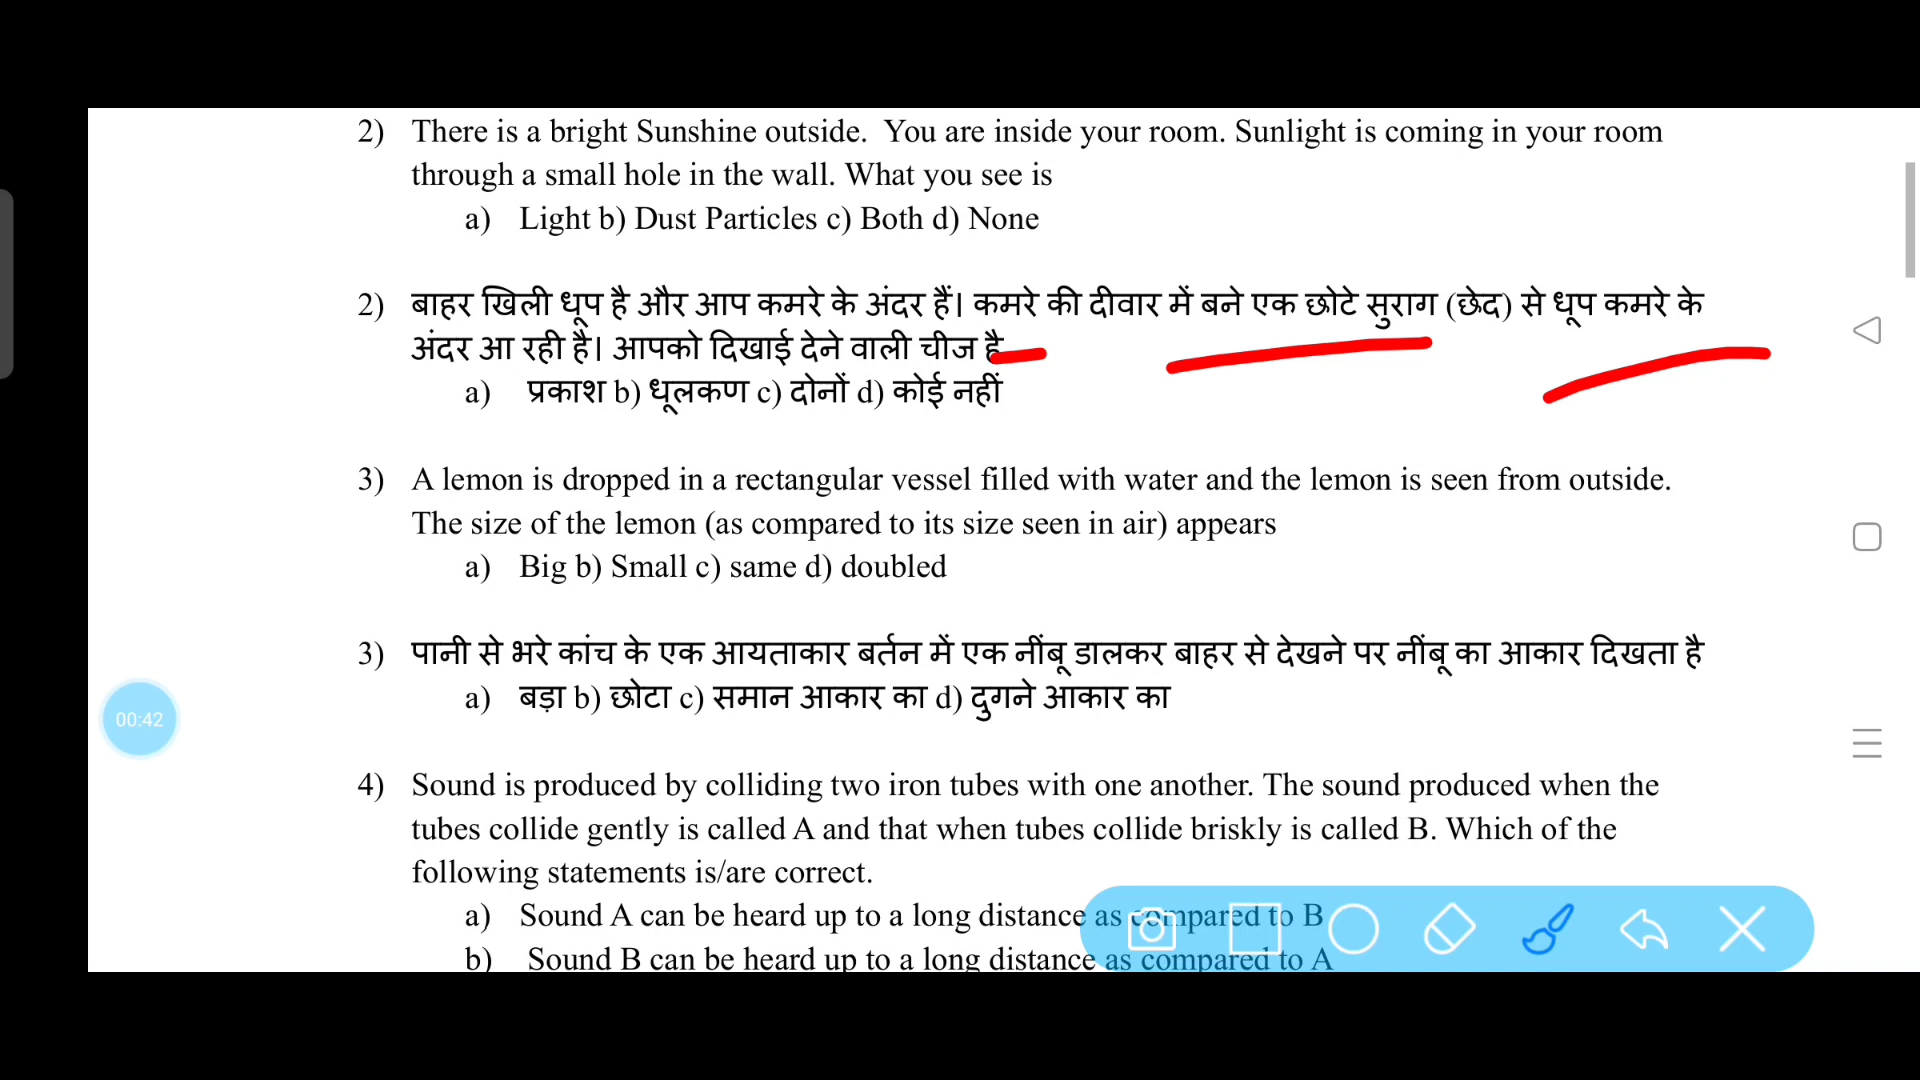 2) There is a bright Sunshine outside. You are inside your room. Sunlight is coming in your room
through a small hole in the wall. What you see is
a) Light b) Dust Particles c) Both d) None
2) बाहर खिली धूप है और आप कमरे के अंदर हैं। कमरे की दीवार में बने एक छोटे सुराग (छेद) से धूप कमरे के
अंदर आ रही है। आपको दिखाई देने वाली चीज है
a) प्रकाश b) धूलकण c) दोनों d) कोई नहीं
3) A lemon is dropped in a rectangular vessel filled with water and the lemon is seen from outside.
The size of the lemon (as compared to its size seen in air) appears
a) Big b) Small c) same d) doubled
3) पानी से भरे कांच के एक आयताकार बर्तन में एक नींबू डालकर बाहर से देखने पर नींबू का आकार दिखता है
a) बड़ा b) छोटा c) समान आकार का d) दुगने आकार का
00:42
4) Sound is produced by colliding two iron tubes with one another. The sound produced when the
tubes collide gently is called A and that when tubes collide briskly is called B. Which of the
following statements is/are correct.
a) Sound A can be heard up to a long distance as compared to B
b) Sound B can be heard up to a long distance as compared to A